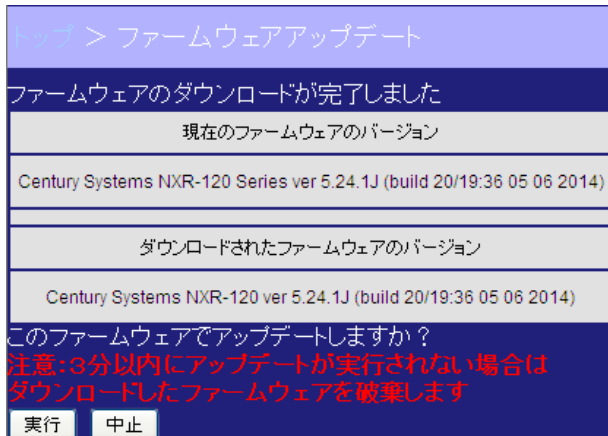 トップ > ファームウェアアップデート
ファームウェアのダウンロードが完了しました
現在のファームウェアのバージョン
Century Systems NXR-120 Series ver 5.24.1J (build 20/19:36 05 06 2014)
ダウンロードされたファームウェアのバージョン
Century Systems NXR-120 ver 5.24.1J (build 20/19:36 05 06 2014)
このファームウェアでアップデートしますか？
注意:３分以内にアップデートが実行されない場合は
ダウンロードしたファームウェアを破棄します
実行 中止